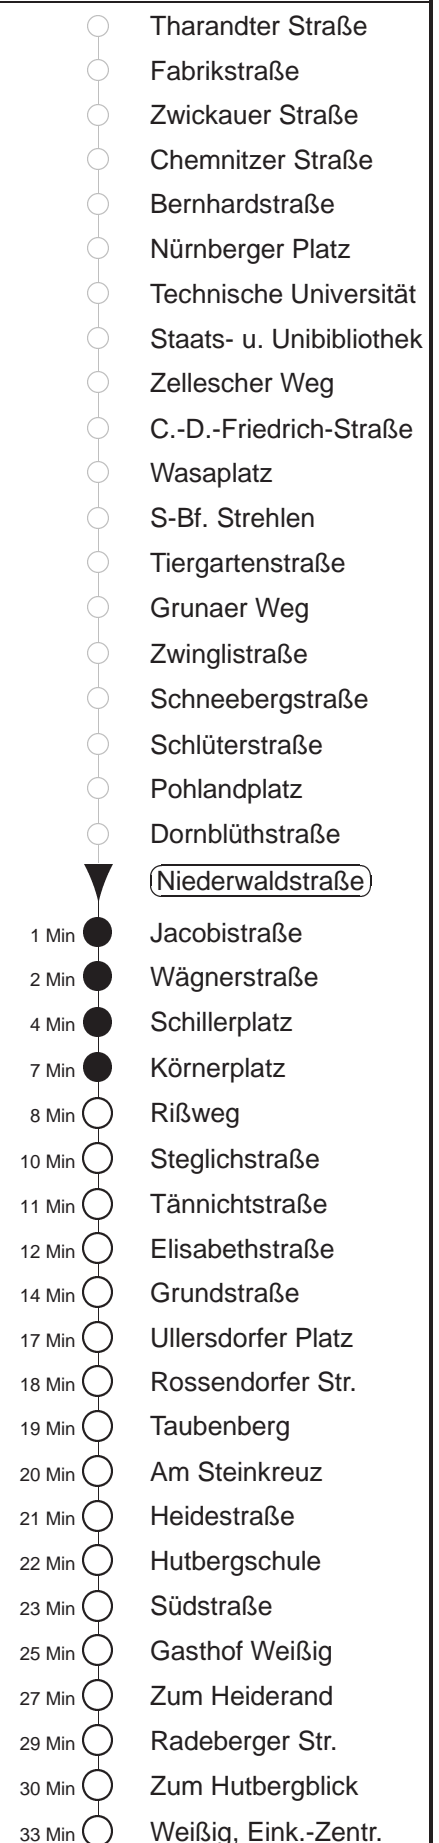 Tharandter Straße
Fabrikstraße
Zwickauer Straße
Chemnitzer Straße
Bernhardstraße
Nürnberger Platz
Technische Universität
Staats- u. Unibibliothek
Zellescher Weg
C.-D.-Friedrich-Straße
Wasaplatz
S-Bf. Strehlen
Tiergartenstraße
Grunaer Weg
Zwinglistraße
Schneebergstraße
Schlüterstraße
Pohlandplatz
Dornblüthstraße
Niederwaldstraße
1 Min Jacobistraße
2 Min Wägnerstraße
4 Min Schillerplatz
7 Min Körnerplatz
8 Min Rißweg
10 Min Steglichstraße
11 Min Tännichtstraße
12 Min Elisabethstraße
14 Min Grundstraße
17 Min Ullersdorfer Platz
18 Min Rossendorfer Str.
19 Min Taubenberg
20 Min Am Steinkreuz
21 Min Heidestraße
22 Min Hutbergschule
23 Min Südstraße
25 Min Gasthof Weißig
27 Min Zum Heiderand
29 Min Radeberger Str.
30 Min Zum Hutbergblick
33 Min Weißig, Eink.-Zentr.